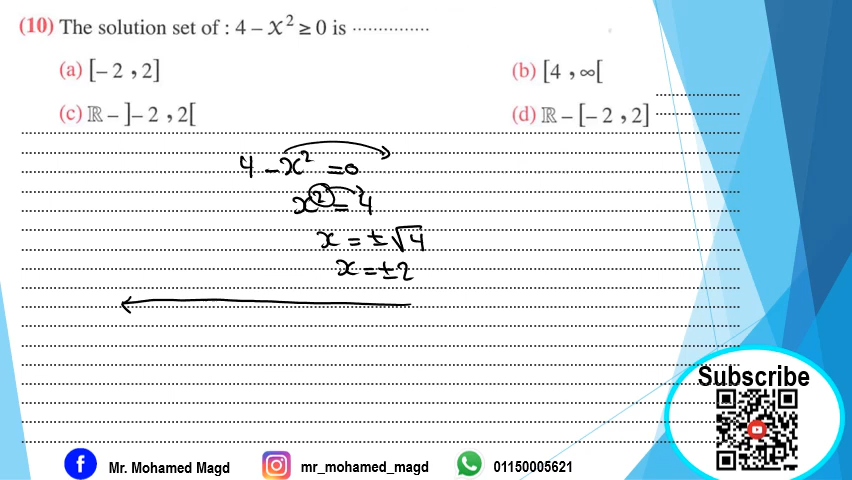 (10) The solution set of : 4 – x² ≥ 0 is ...............
(a) [– 2 , 2]
(b) [4 , ∞[
(c) ℝ – ]– 2 , 2[
(d) ℝ – [– 2 , 2]
4 – x² = 0
x² = 4
x = ±√4
x = ±2
Subscribe
Mr. Mohamed Magd
mr_mohamed_magd
01150005621